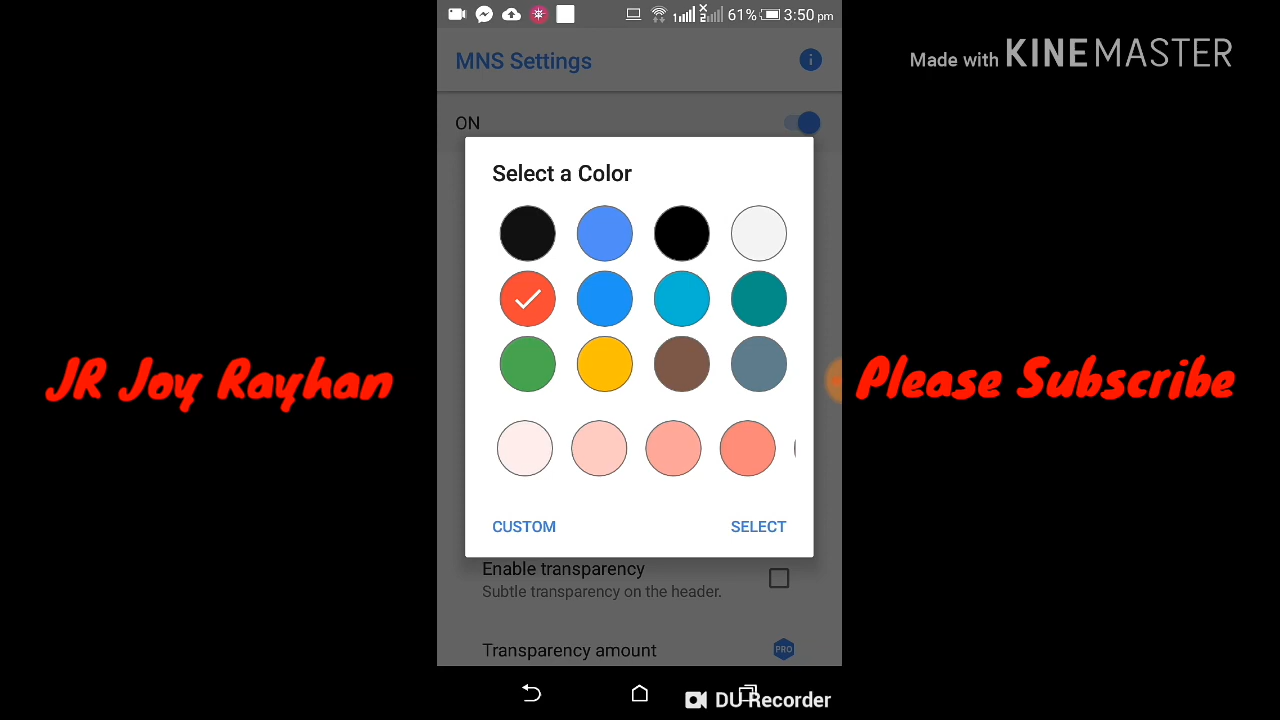 61% 3:50 pm
MNS Settings
Made with KINEMASTER
ON
Select a Color
JR Joy Rayhan
Please Subscribe
CUSTOM SELECT
Enable transparency
Subtle transparency on the header.
Transparency amount PRO
DU Recorder